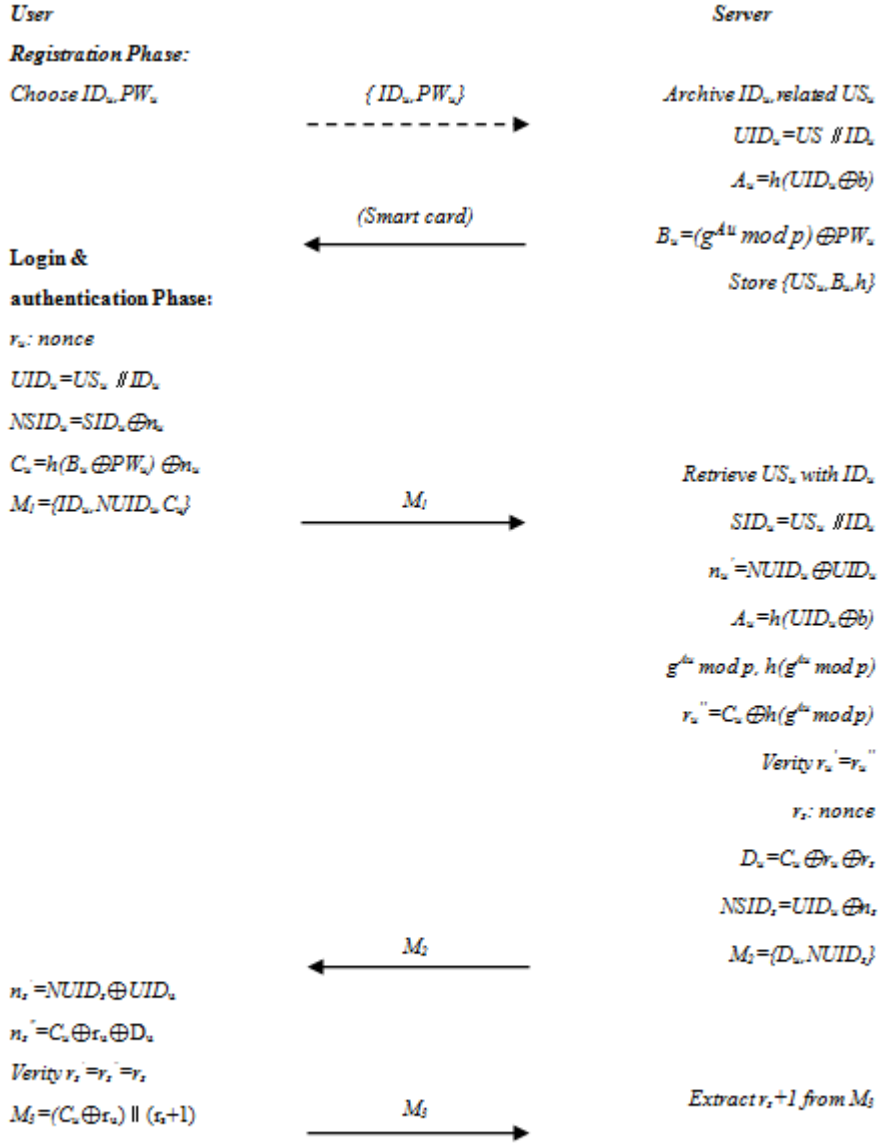 User Server
Registration Phase:
Choose IDᵤ,PWᵤ { IDᵤ,PWᵤ} Archive IDᵤ,related USᵤ
UIDᵤ=US //IDᵤ
Aᵤ=h(UIDᵤ⊕b)
(Smart card)
Bᵤ=(g^Au mod p) ⊕PWᵤ
Login &
Store {USᵤ,Bᵤ,h}
authentication Phase:
rᵤ: nonce
UIDᵤ=USᵤ //IDᵤ
NSIDᵤ=SIDᵤ⊕nᵤ
Cᵤ=h(Bᵤ⊕PWᵤ) ⊕nᵤ
Retrieve USᵤ with IDᵤ
M₁={IDᵤ,NUIDᵤ Cᵤ} M₁
SIDᵤ=USᵤ //IDᵤ
nᵤ'=NUIDᵤ⊕UIDᵤ
Aᵤ=h(UIDᵤ⊕b)
g^Au mod p, h(g^Au mod p)
rᵤ''=Cᵤ⊕h(g^Au mod p)
Verity rᵤ'=rᵤ''
rₛ: nonce
Dᵤ=Cᵤ⊕rᵤ⊕rₛ
NSIDₛ=UIDᵤ⊕nₛ
M₂ M₂={Dᵤ,NUIDₛ}
nₛ'=NUIDₛ⊕UIDᵤ
nₛ''=Cᵤ⊕rᵤ⊕Dᵤ
Verity rₛ'=rₛ''=rₛ
M₃=(Cᵤ⊕rᵤ) || (rₛ+1) M₃ Extract rₛ+1 from M₃